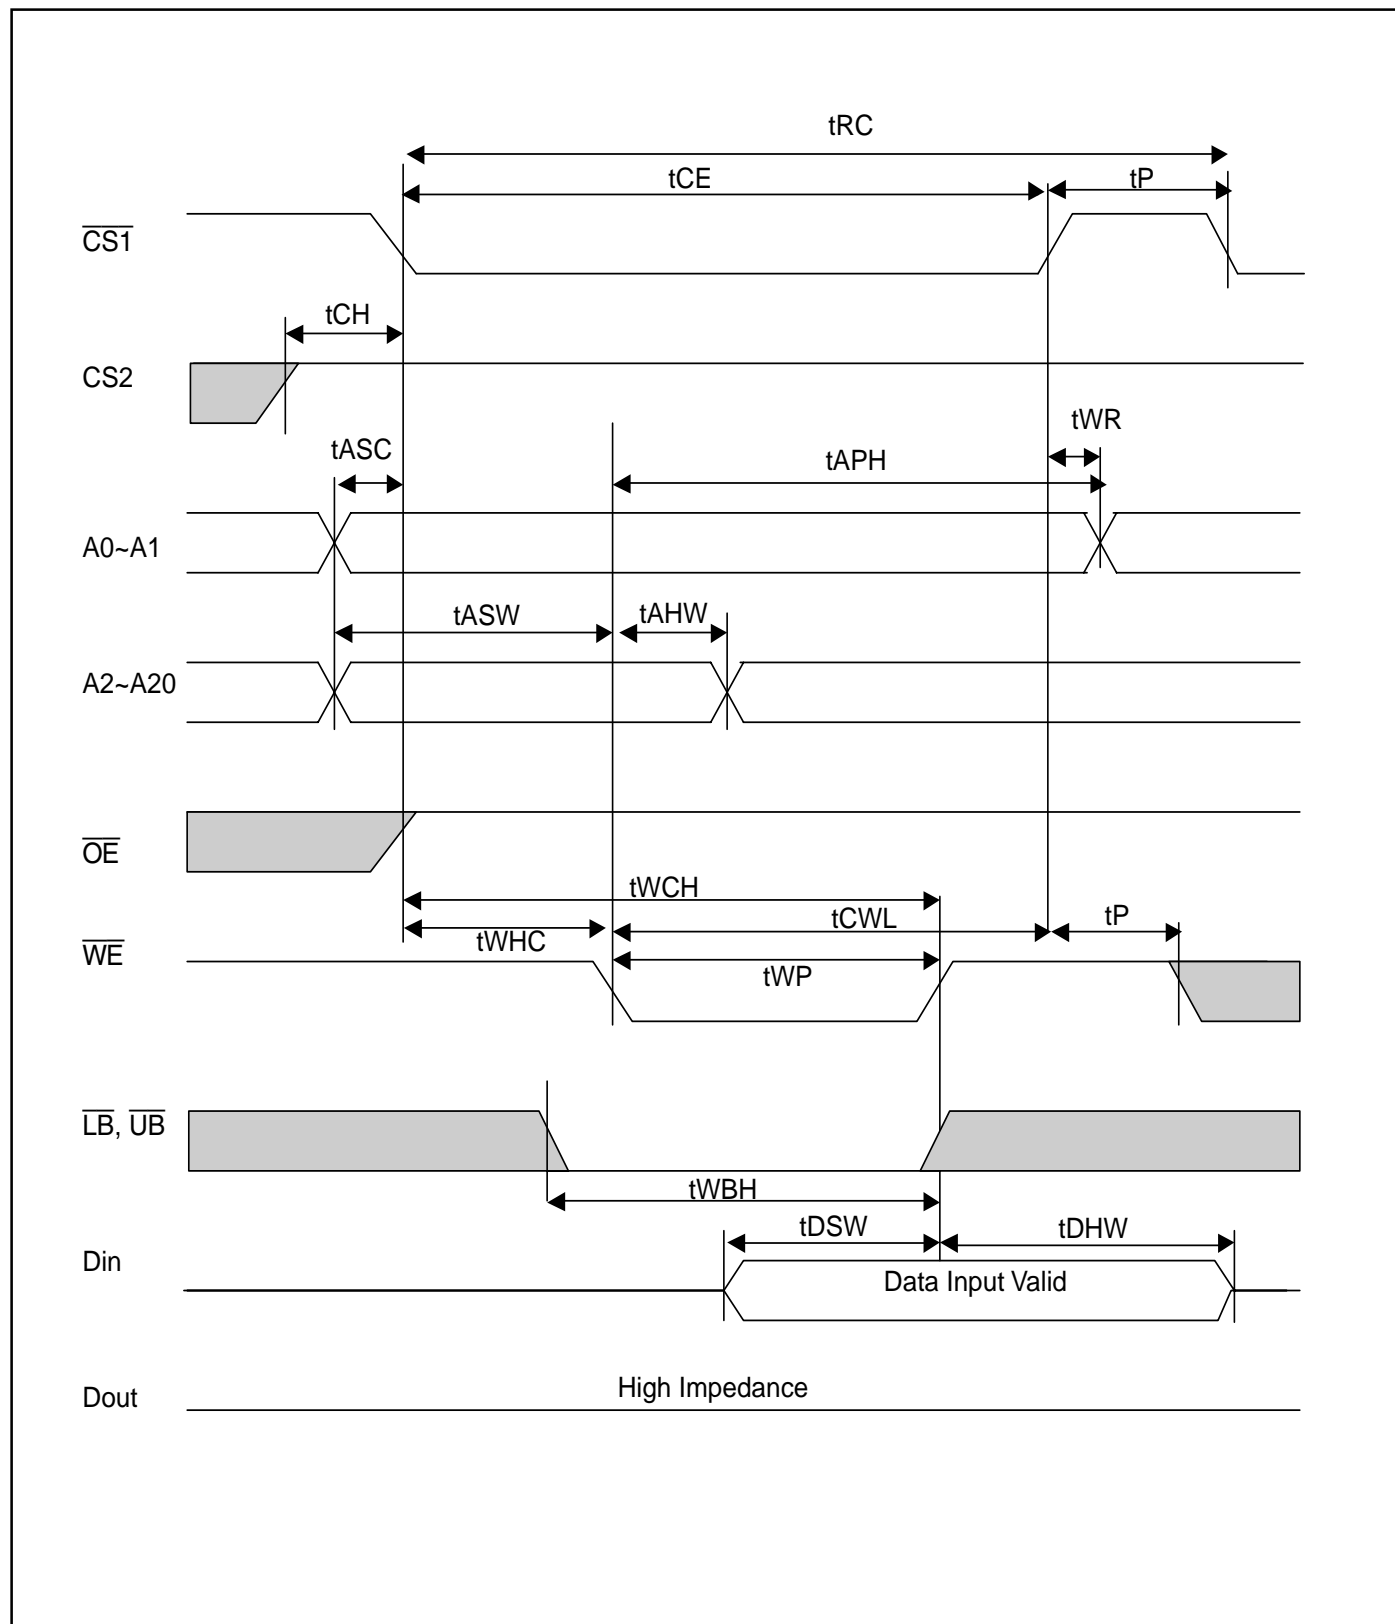 tRC
tCE tP
CS1
tCH
CS2
tWR
tASC tAPH
A0~A1
tASW tAHW
A2~A20
OE
tWCH
tCWL tP
tWHC
WE
tWP
LB, UB
tWBH
tDSW tDHW
Din
Data Input Valid
High Impedance
Dout